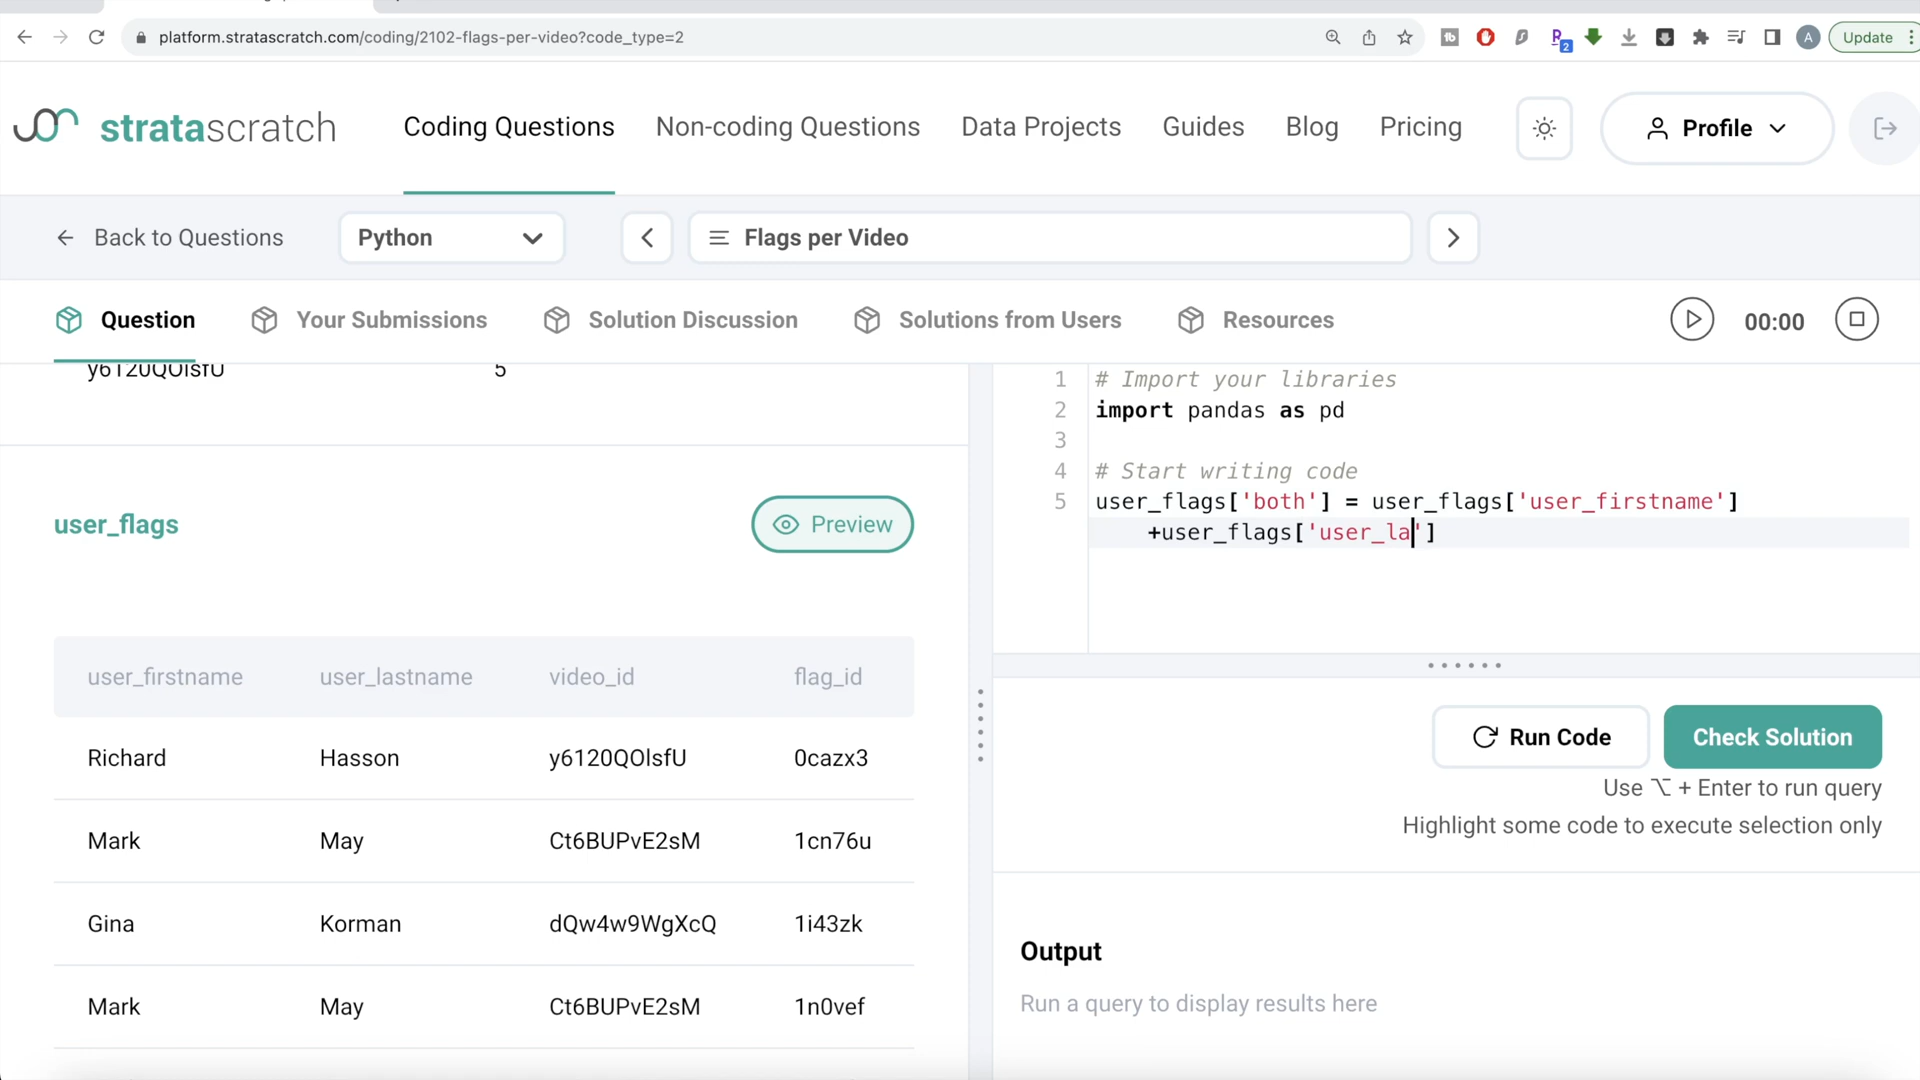 platform.stratascratch.com/coding/2102-flags-per-video?code_type=2
2
A
Update
stratascratch
Coding Questions
Non-coding Questions
Data Projects
Guides
Blog
Pricing
Profile
Back to Questions
Python
Flags per Video
Question
Your Submissions
Solution Discussion
Solutions from Users
Resources
00:00
y6120QOlsfU 5
user_flags
Preview
user_firstname user_lastname video_id flag_id
Richard Hasson y6120QOlsfU 0cazx3
Mark May Ct6BUPvE2sM 1cn76u
Gina Korman dQw4w9WgXcQ 1i43zk
Mark May Ct6BUPvE2sM 1n0vef
1 # Import your libraries
2 import pandas as pd
3
4 # Start writing code
5 user_flags['both'] = user_flags['user_firstname']
+user_flags['user_la']
Run Code
Check Solution
Use ⌥ + Enter to run query
Highlight some code to execute selection only
Output
Run a query to display results here